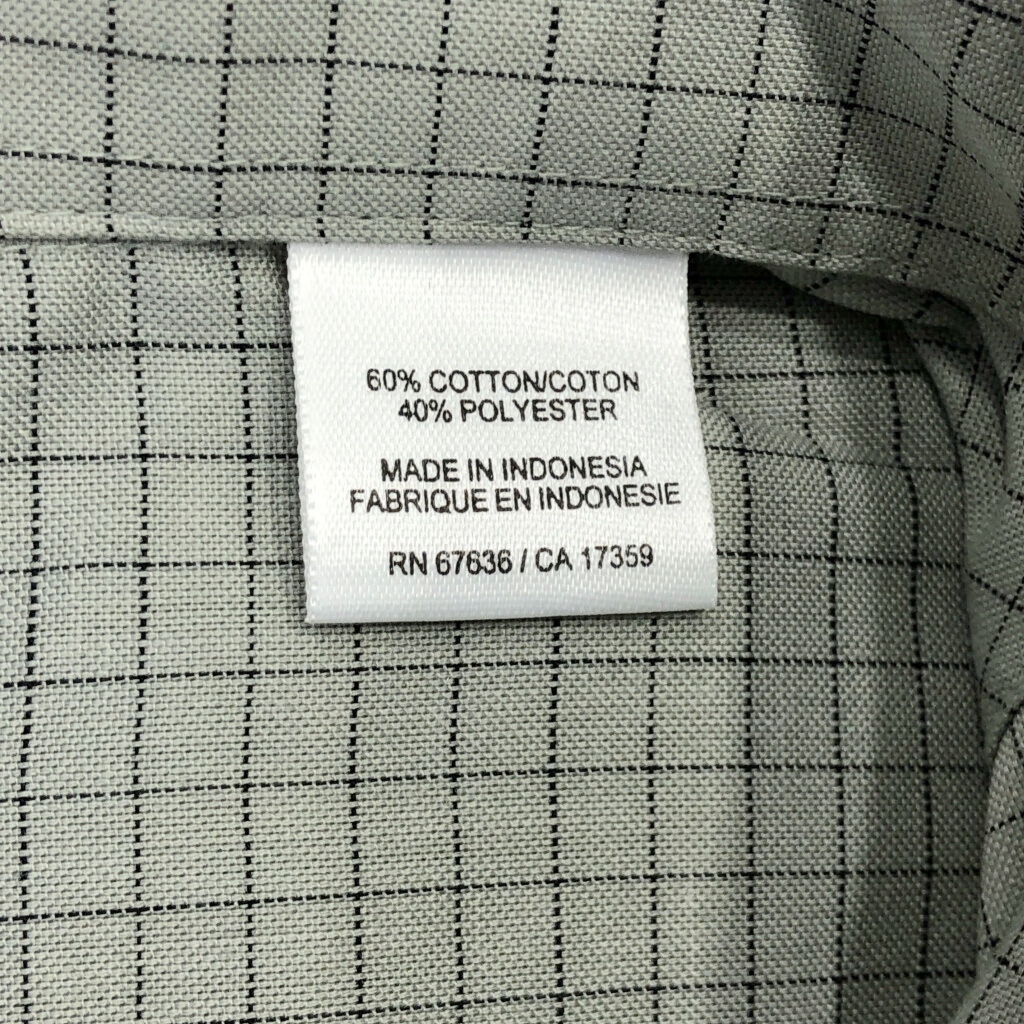 60% COTTON/COTON
40% POLYESTER
MADE IN INDONESIA
FABRIQUE EN INDONESIE
RN 67636 / CA 17359